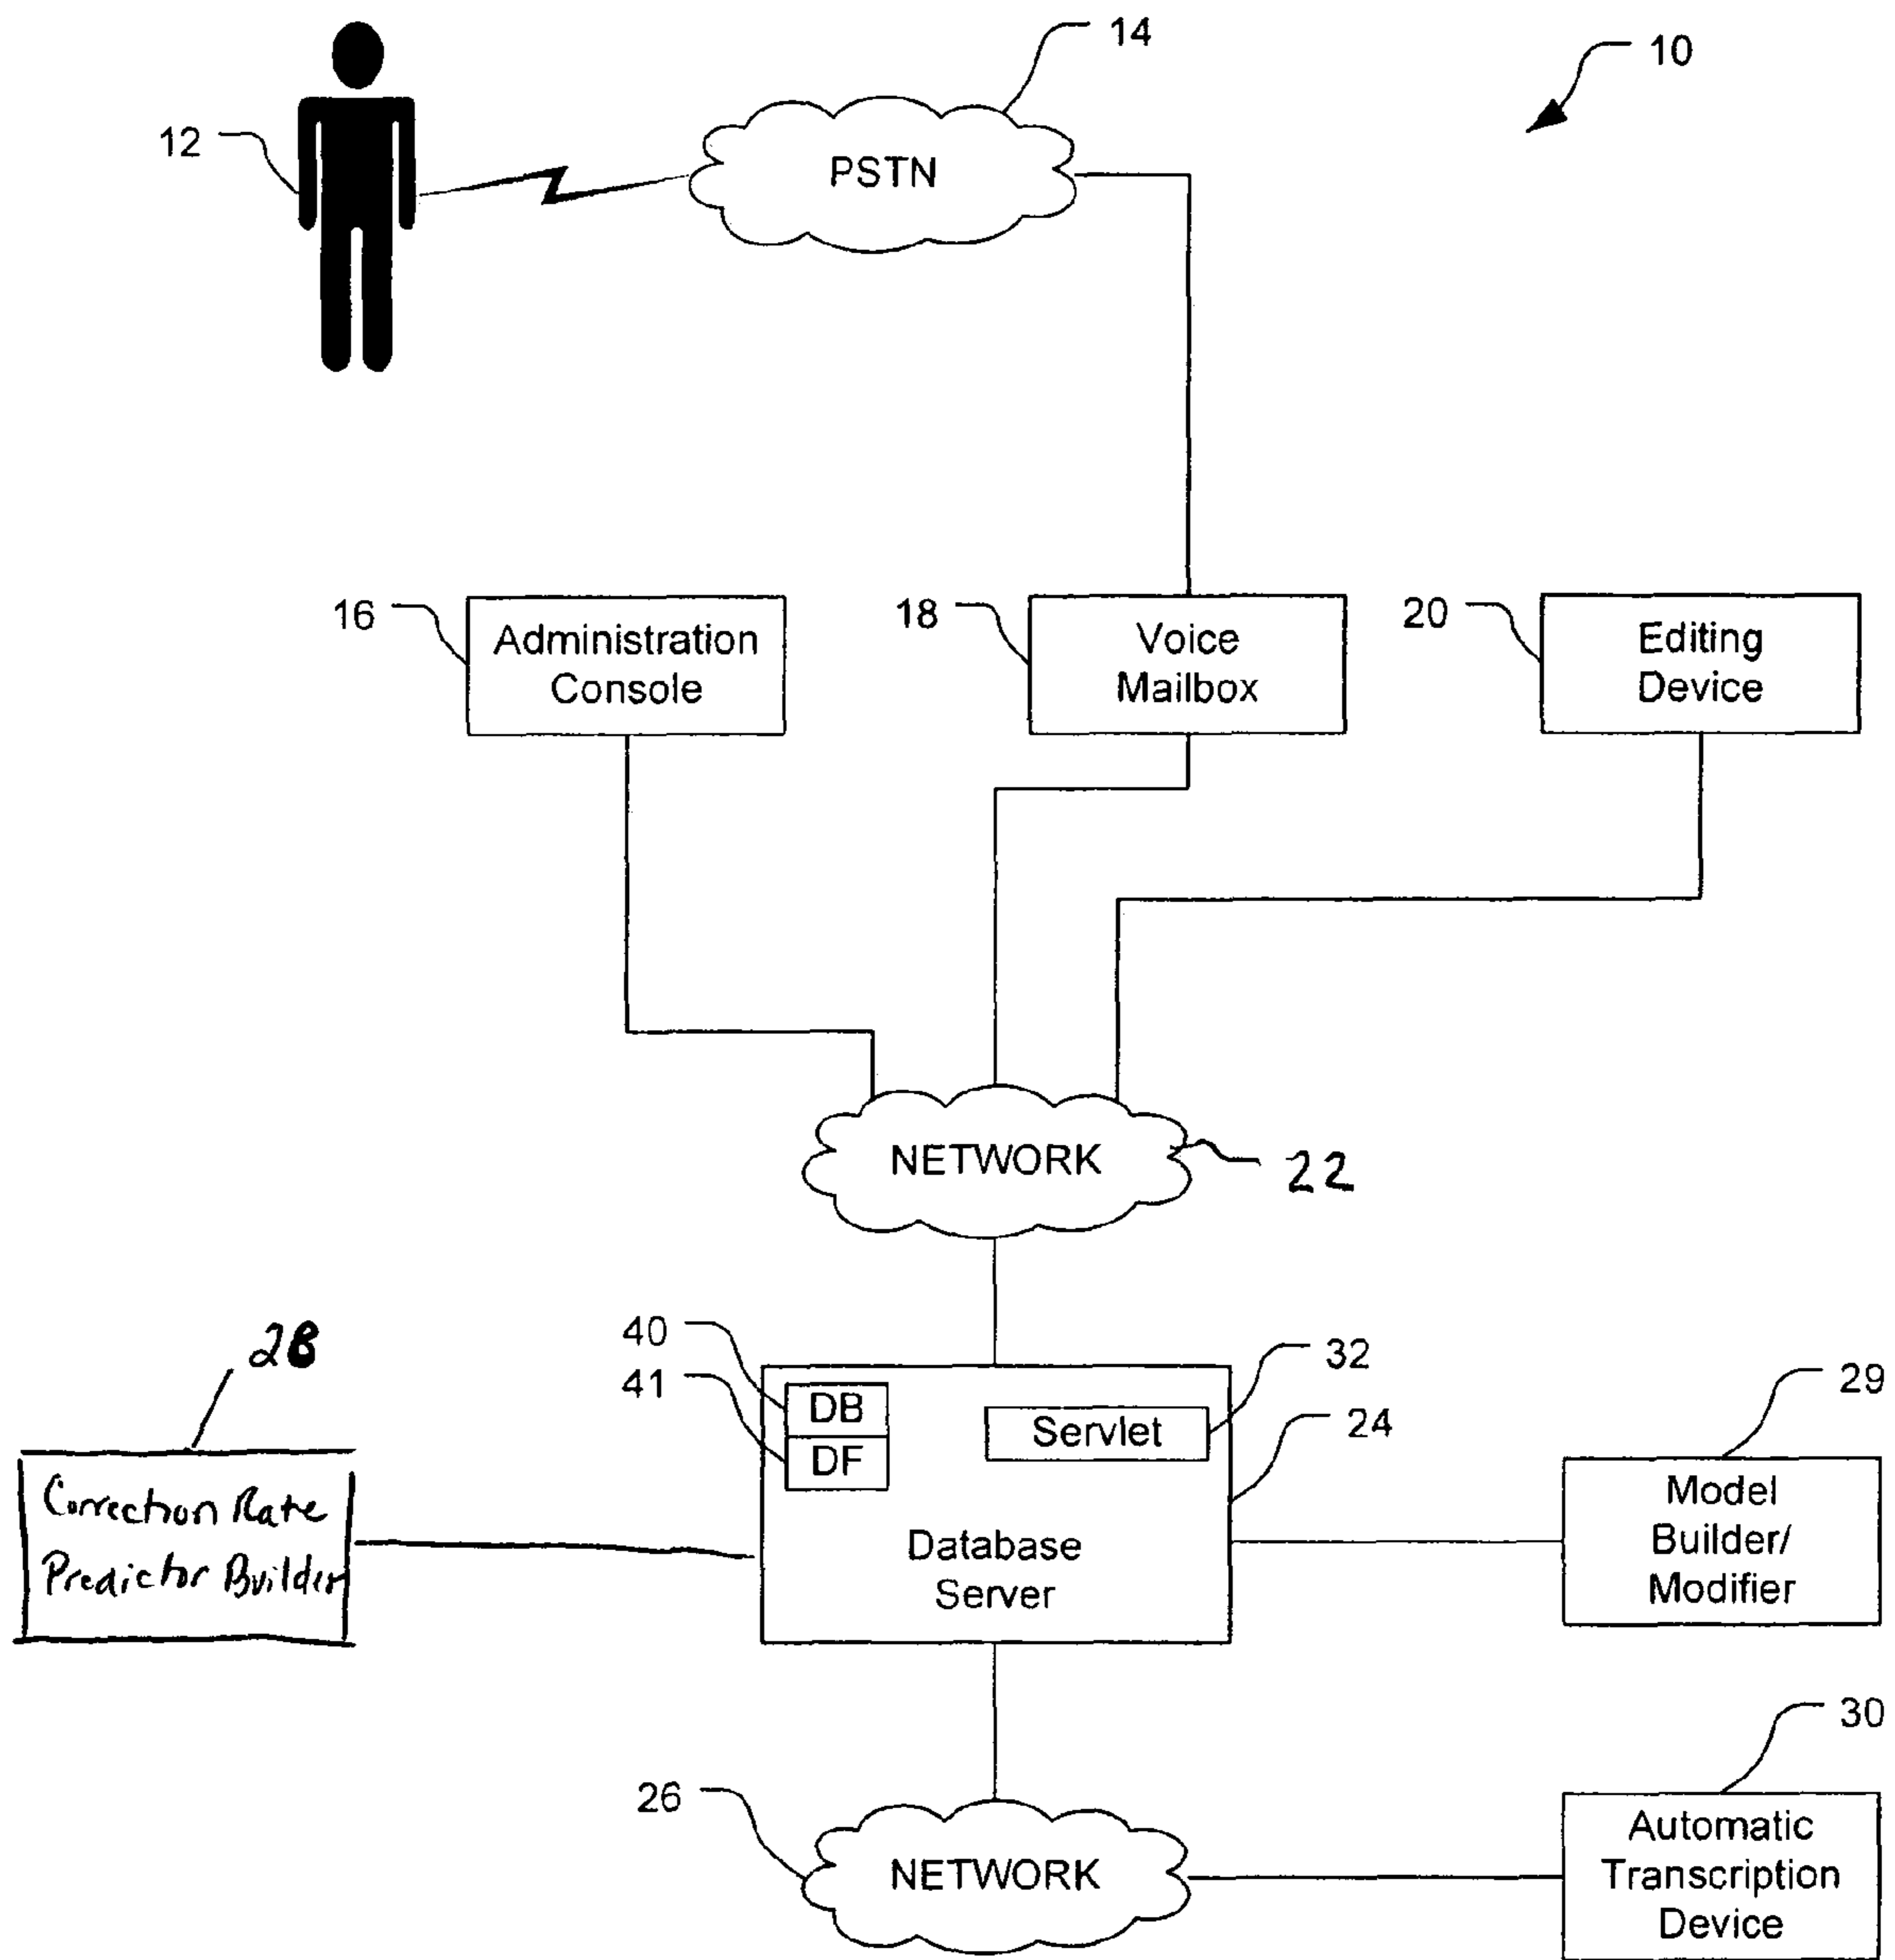 14
10
12
PSTN
16
Administration
Console
18
Voice
Mailbox
20
Editing
Device
NETWORK
22
28
40
41
DB
DF
Servlet
32
24
29
Correction Rate
Predictor Builder
Database
Server
Model
Builder/
Modifier
26
NETWORK
30
Automatic
Transcription
Device